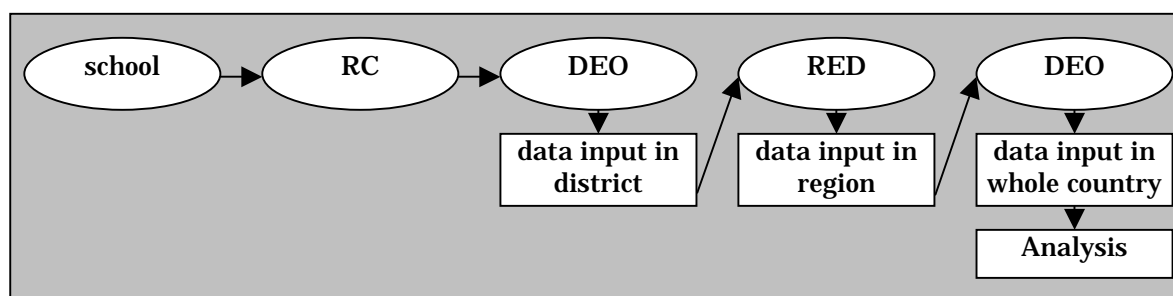 school
RC
DEO
RED
DEO
data input in
district
data input in
region
data input in
whole country
Analysis